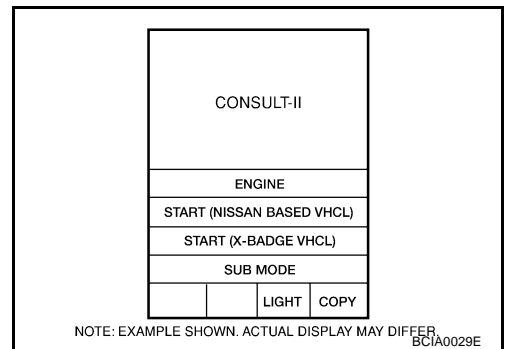 CONSULT-II
ENGINE
START (NISSAN BASED VHCL)
START (X-BADGE VHCL)
SUB MODE
LIGHT COPY
NOTE: EXAMPLE SHOWN. ACTUAL DISPLAY MAY DIFFER.
BCIA0029E